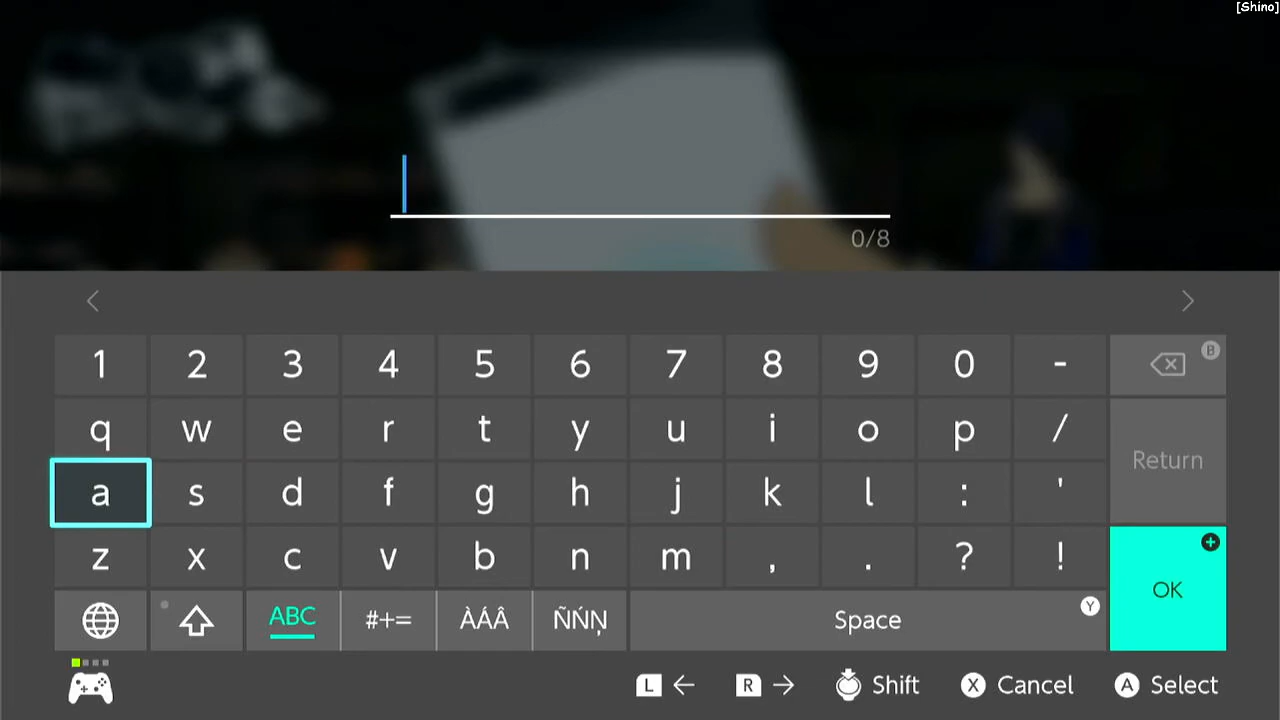 [Shino]
0/8
1 2 3 4 5 6 7 8 9 0 - B
q w e r t y u i o p /
Return
a s d f g h j k l : '
z x c v b n m , . ? ! +
OK
ABC #+= ÀÁÂ ÑŃŅ Space Y
L ← R → Shift X Cancel A Select